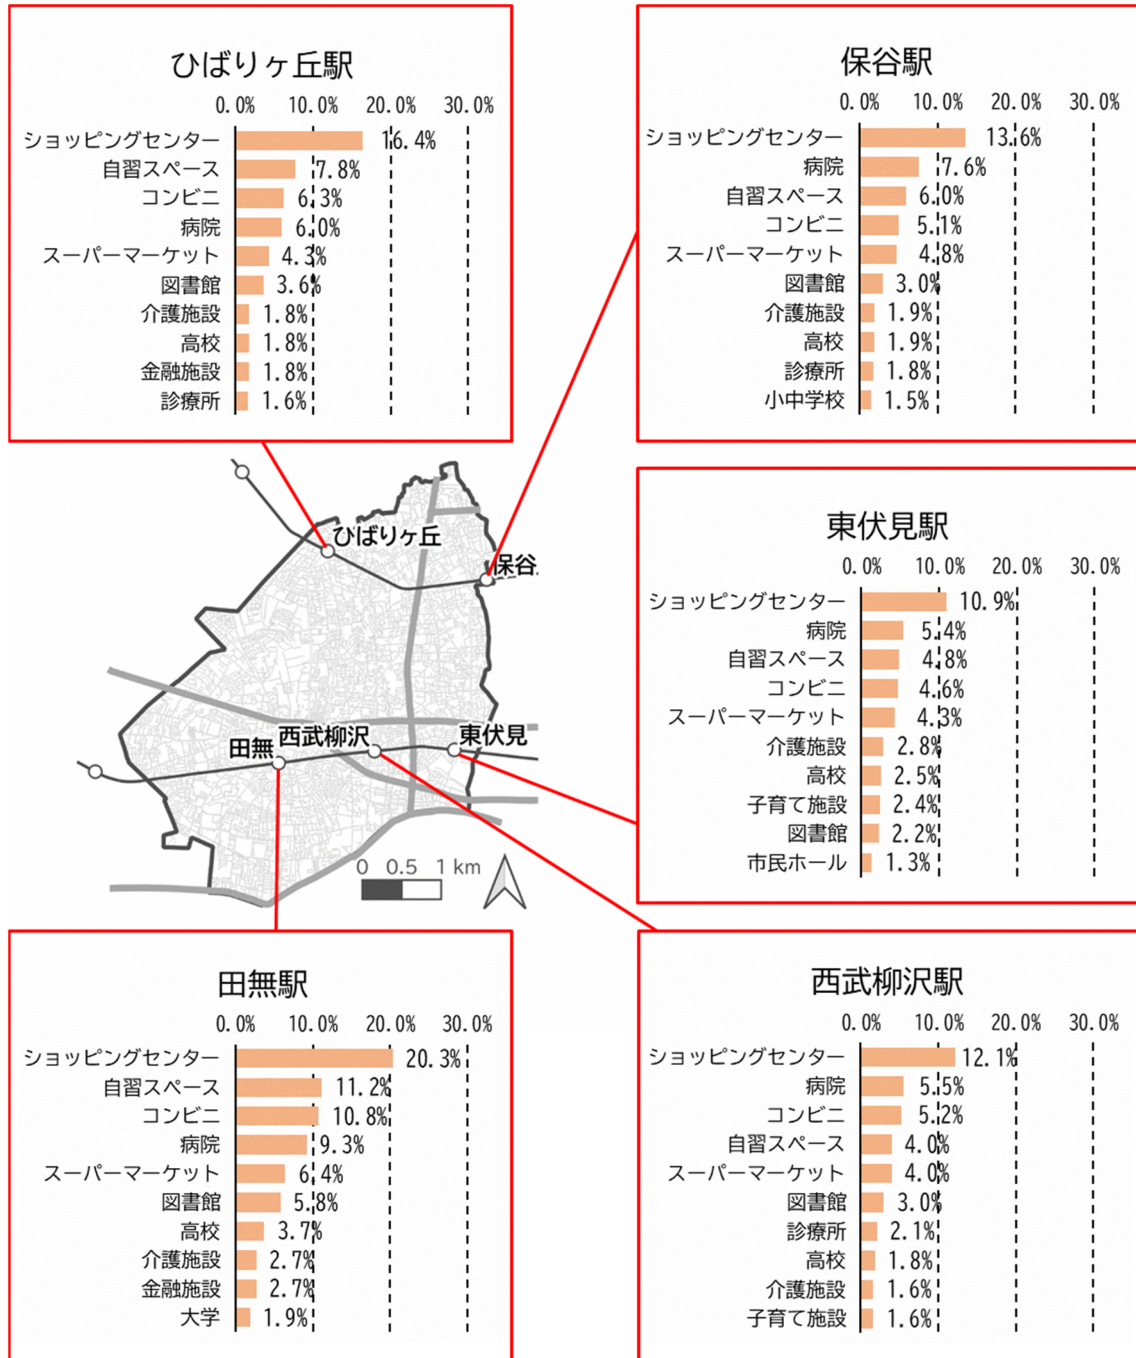 ひばりヶ丘駅
0.0% 10.0% 20.0% 30.0%
ショッピングセンター 16.4%
自習スペース 7.8%
コンビニ 6.3%
病院 6.0%
スーパーマーケット 4.3%
図書館 3.6%
介護施設 1.8%
高校 1.8%
金融施設 1.8%
診療所 1.6%
保谷駅
0.0% 10.0% 20.0% 30.0%
ショッピングセンター 13.6%
病院 7.6%
自習スペース 6.0%
コンビニ 5.1%
スーパーマーケット 4.8%
図書館 3.0%
介護施設 1.9%
高校 1.9%
診療所 1.8%
小中学校 1.5%
ひばりヶ丘
保谷
田無
西武柳沢
東伏見
0 0.5 1 km
東伏見駅
0.0% 10.0% 20.0% 30.0%
ショッピングセンター 10.9%
病院 5.4%
自習スペース 4.8%
コンビニ 4.6%
スーパーマーケット 4.3%
介護施設 2.8%
高校 2.5%
子育て施設 2.4%
図書館 2.2%
市民ホール 1.3%
田無駅
0.0% 10.0% 20.0% 30.0%
ショッピングセンター 20.3%
自習スペース 11.2%
コンビニ 10.8%
病院 9.3%
スーパーマーケット 6.4%
図書館 5.8%
高校 3.7%
介護施設 2.7%
金融施設 2.7%
大学 1.9%
西武柳沢駅
0.0% 10.0% 20.0% 30.0%
ショッピングセンター 12.1%
病院 5.5%
コンビニ 5.2%
自習スペース 4.0%
スーパーマーケット 4.0%
図書館 3.0%
診療所 2.1%
高校 1.8%
介護施設 1.6%
子育て施設 1.6%